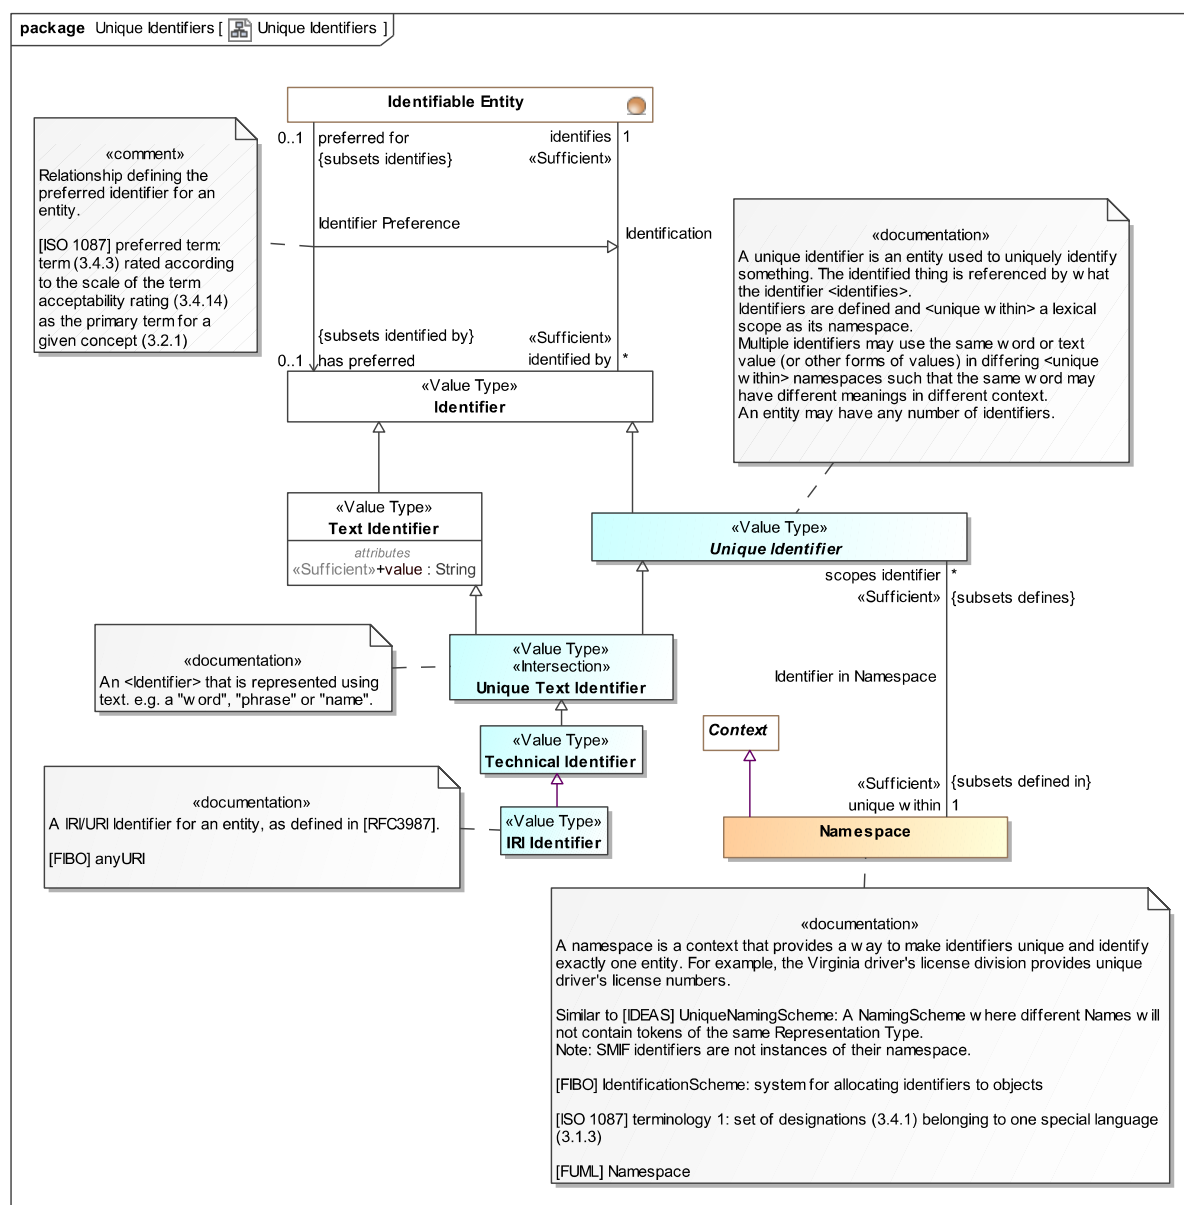 package Unique Identifiers [ Unique Identifiers ]
Identifiable Entity
0..1 preferred for
{subsets identifies}
identifies 1
«Sufficient»
«comment»
Relationship defining the
preferred identifier for an
entity.
[ISO 1087] preferred term:
term (3.4.3) rated according
to the scale of the term
acceptability rating (3.4.14)
as the primary term for a
given concept (3.2.1)
Identifier Preference
Identification
{subsets identified by}
0..1 has preferred
«Sufficient»
identified by *
«Value Type»
Identifier
«documentation»
A unique identifier is an entity used to uniquely identify
something. The identified thing is referenced by what
the identifier <identifies>.
Identifiers are defined and <unique within> a lexical
scope as its namespace.
Multiple identifiers may use the same word or text
value (or other forms of values) in differing <unique
within> namespaces such that the same word may
have different meanings in different context.
An entity may have any number of identifiers.
«Value Type»
Text Identifier
attributes
«Sufficient»+value : String
«Value Type»
Unique Identifier
scopes identifier *
«Sufficient» {subsets defines}
«documentation»
An <Identifier> that is represented using
text. e.g. a "word", "phrase" or "name".
«Value Type»
«Intersection»
Unique Text Identifier
Identifier in Namespace
«Value Type»
Technical Identifier
Context
«documentation»
A IRI/URI Identifier for an entity, as defined in [RFC3987].
[FIBO] anyURI
«Value Type»
IRI Identifier
«Sufficient» {subsets defined in}
unique within 1
Namespace
«documentation»
A namespace is a context that provides a way to make identifiers unique and identify
exactly one entity. For example, the Virginia driver's license division provides unique
driver's license numbers.
Similar to [IDEAS] UniqueNamingScheme: A NamingScheme where different Names will
not contain tokens of the same Representation Type.
Note: SMIF identifiers are not instances of their namespace.
[FIBO] IdentificationScheme: system for allocating identifiers to objects
[ISO 1087] terminology 1: set of designations (3.4.1) belonging to one special language
(3.1.3)
[FUML] Namespace